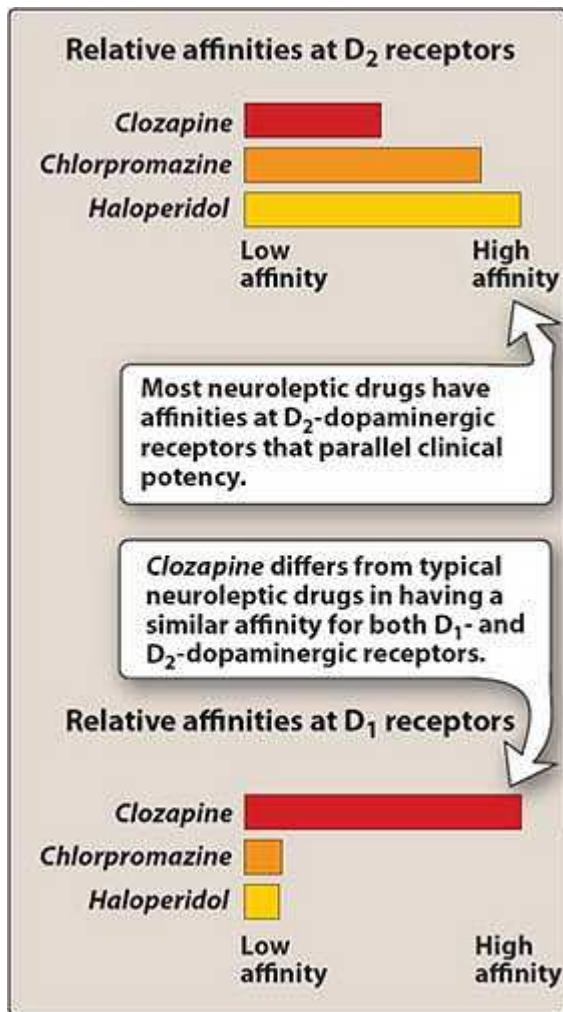 Relative affinities at D₂ receptors
Clozapine
Chlorpromazine
Haloperidol
Low affinity
High affinity
Most neuroleptic drugs have
affinities at D₂-dopaminergic
receptors that parallel clinical
potency.
Clozapine differs from typical
neuroleptic drugs in having a
similar affinity for both D₁- and
D₂-dopaminergic receptors.
Relative affinities at D₁ receptors
Clozapine
Chlorpromazine
Haloperidol
Low affinity
High affinity